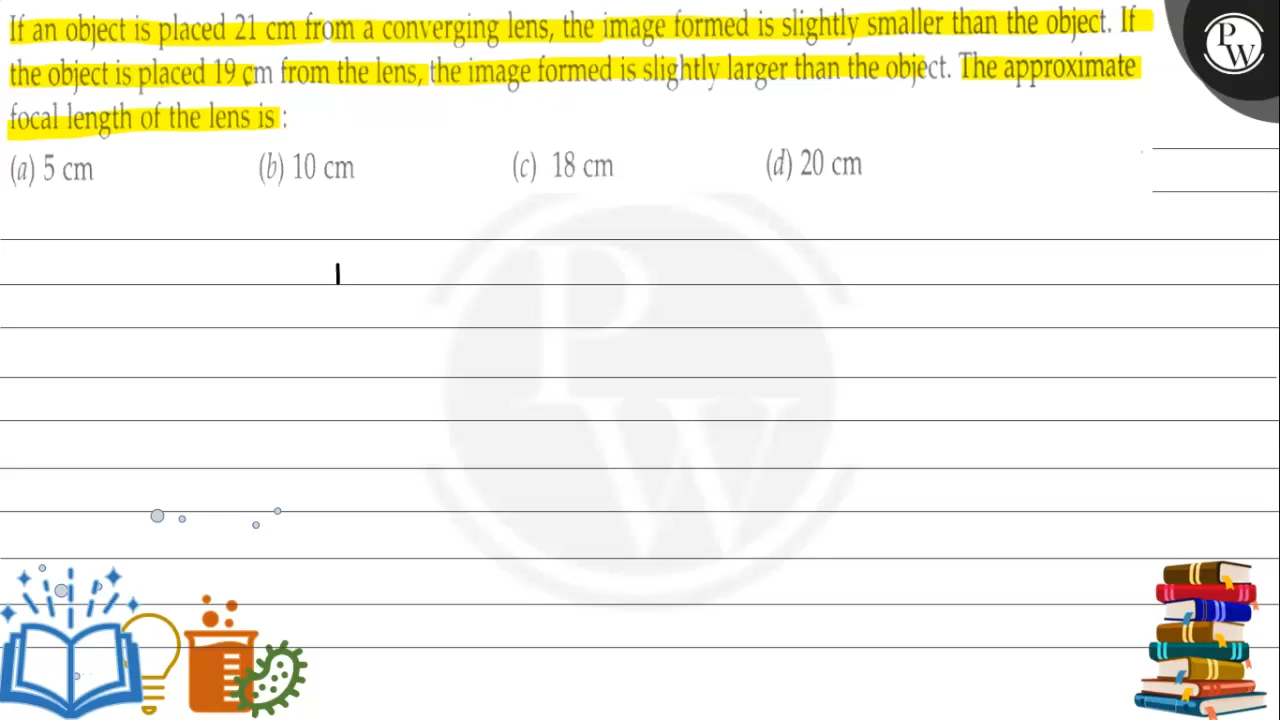 If an object is placed 21 cm from a converging lens, the image formed is slightly smaller than the object. If
the object is placed 19 cm from the lens, the image formed is slightly larger than the object. The approximate
focal length of the lens is :
(a) 5 cm (b) 10 cm (c) 18 cm (d) 20 cm
P
W
P
W